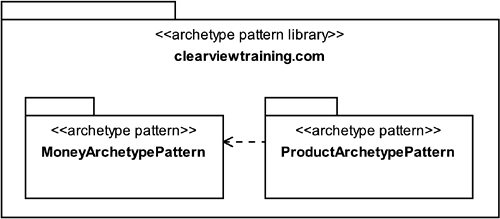 <<archetype pattern library>>
clearviewtraining.com
<<archetype pattern>>
MoneyArchetypePattern
<<archetype pattern>>
ProductArchetypePattern